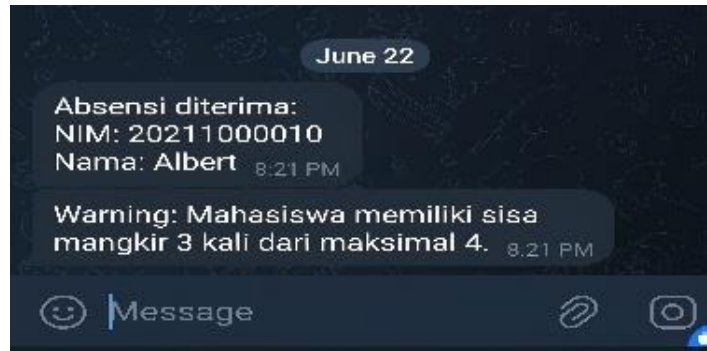 June 22
Absensi diterima:
NIM: 20211000010
Nama: Albert 8:21 PM
Warning: Mahasiswa memiliki sisa
mangkir 3 kali dari maksimal 4. 8:21 PM
Message